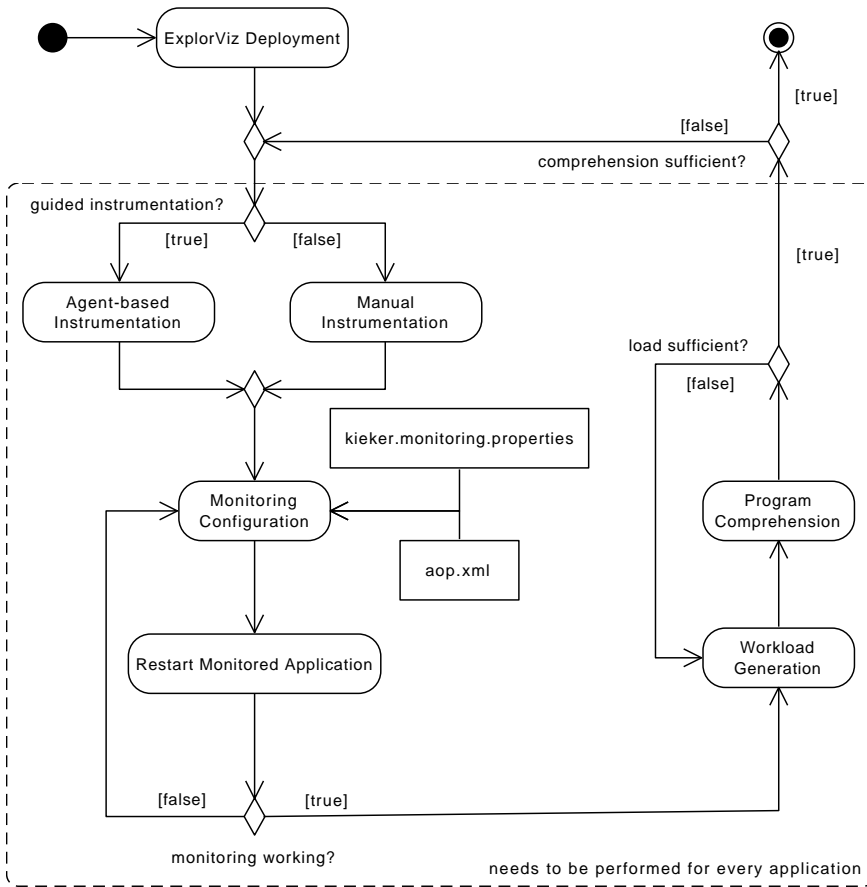 ExplorViz Deployment
[true]
[false]
comprehension sufficient?
guided instrumentation?
[true]
[false]
[true]
Agent-based
Instrumentation
Manual
Instrumentation
load sufficient?
[false]
kieker.monitoring.properties
Monitoring
Configuration
Program
Comprehension
aop.xml
Restart Monitored Application
Workload
Generation
[false]
[true]
monitoring working?
needs to be performed for every application